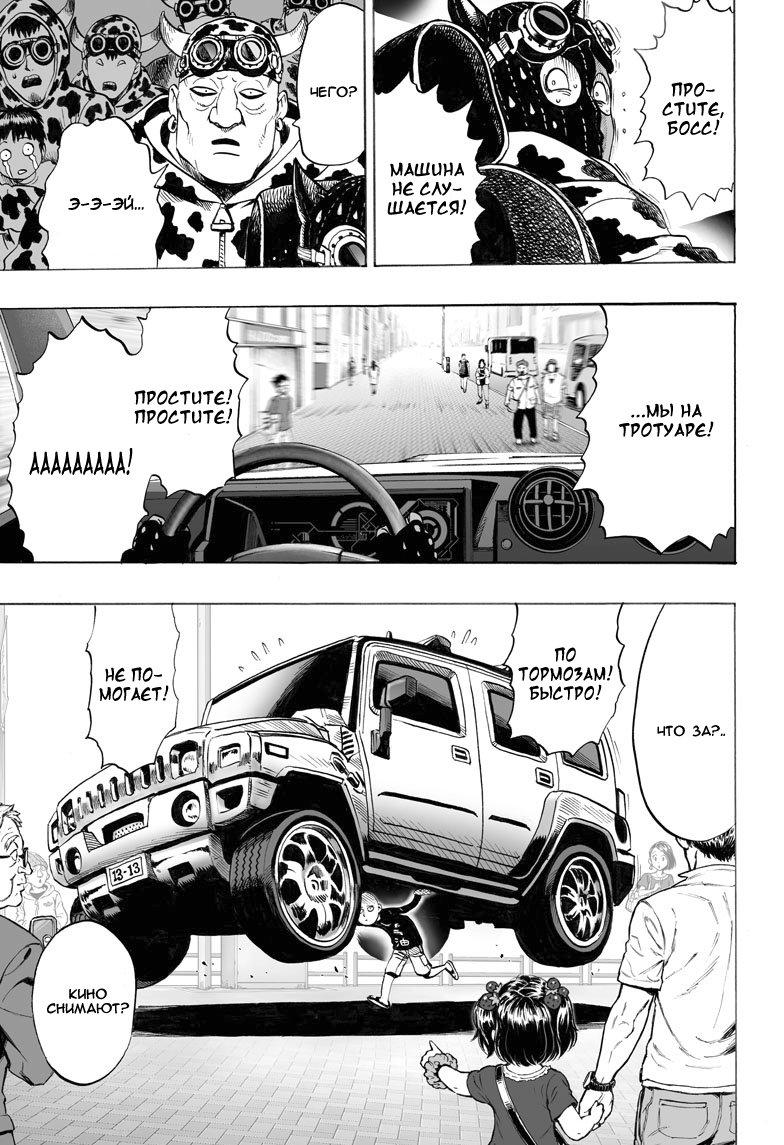 ПРО-
СТИТЕ,
БОСС!
МАШИНА
НЕ СЛУ-
ШАЕТСЯ!
ЧЕГО?
Э-Э-ЭЙ...
...МЫ НА
ТРОТУАРЕ!
ПРОСТИТЕ!
ПРОСТИТЕ!
ААААААААА!
ЧТО ЗА?..
ПО
ТОРМОЗАМ!
БЫСТРО!
НЕ ПО-
МОГАЕТ!
13-13
油
КИНО
СНИМАЮТ?